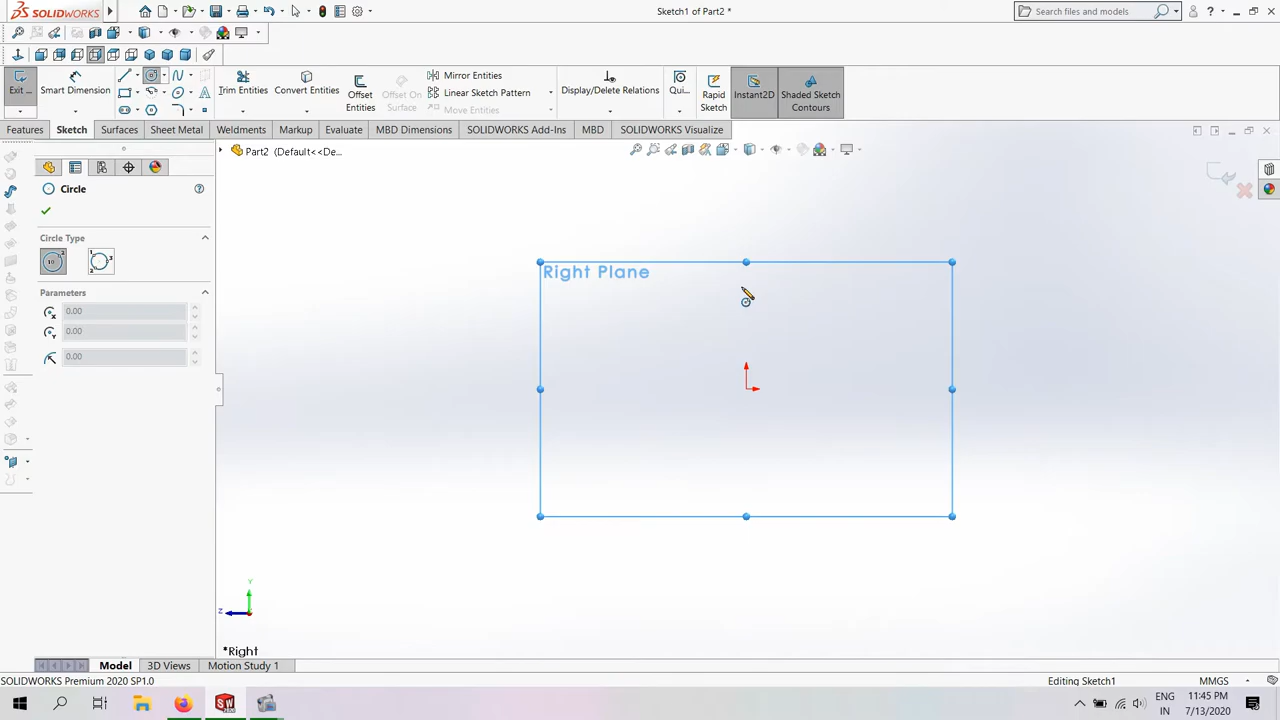 SOLIDWORKS
Sketch1 of Part2 *
Search files and models
Exit ...
Smart Dimension
Trim Entities
Convert Entities
Offset Entities
Offset On Surface
Mirror Entities
Linear Sketch Pattern
Move Entities
Display/Delete Relations
Qui...
Rapid Sketch
Instant2D
Shaded Sketch Contours
Features
Sketch
Surfaces
Sheet Metal
Weldments
Markup
Evaluate
MBD Dimensions
SOLIDWORKS Add-Ins
MBD
SOLIDWORKS Visualize
Part2 (Default<<De...
Circle
Circle Type
Parameters
0.00
0.00
0.00
Right Plane
Y
Z
*Right
Model
3D Views
Motion Study 1
SOLIDWORKS Premium 2020 SP1.0
Editing Sketch1
MMGS
ENG
IN
11:45 PM
7/13/2020